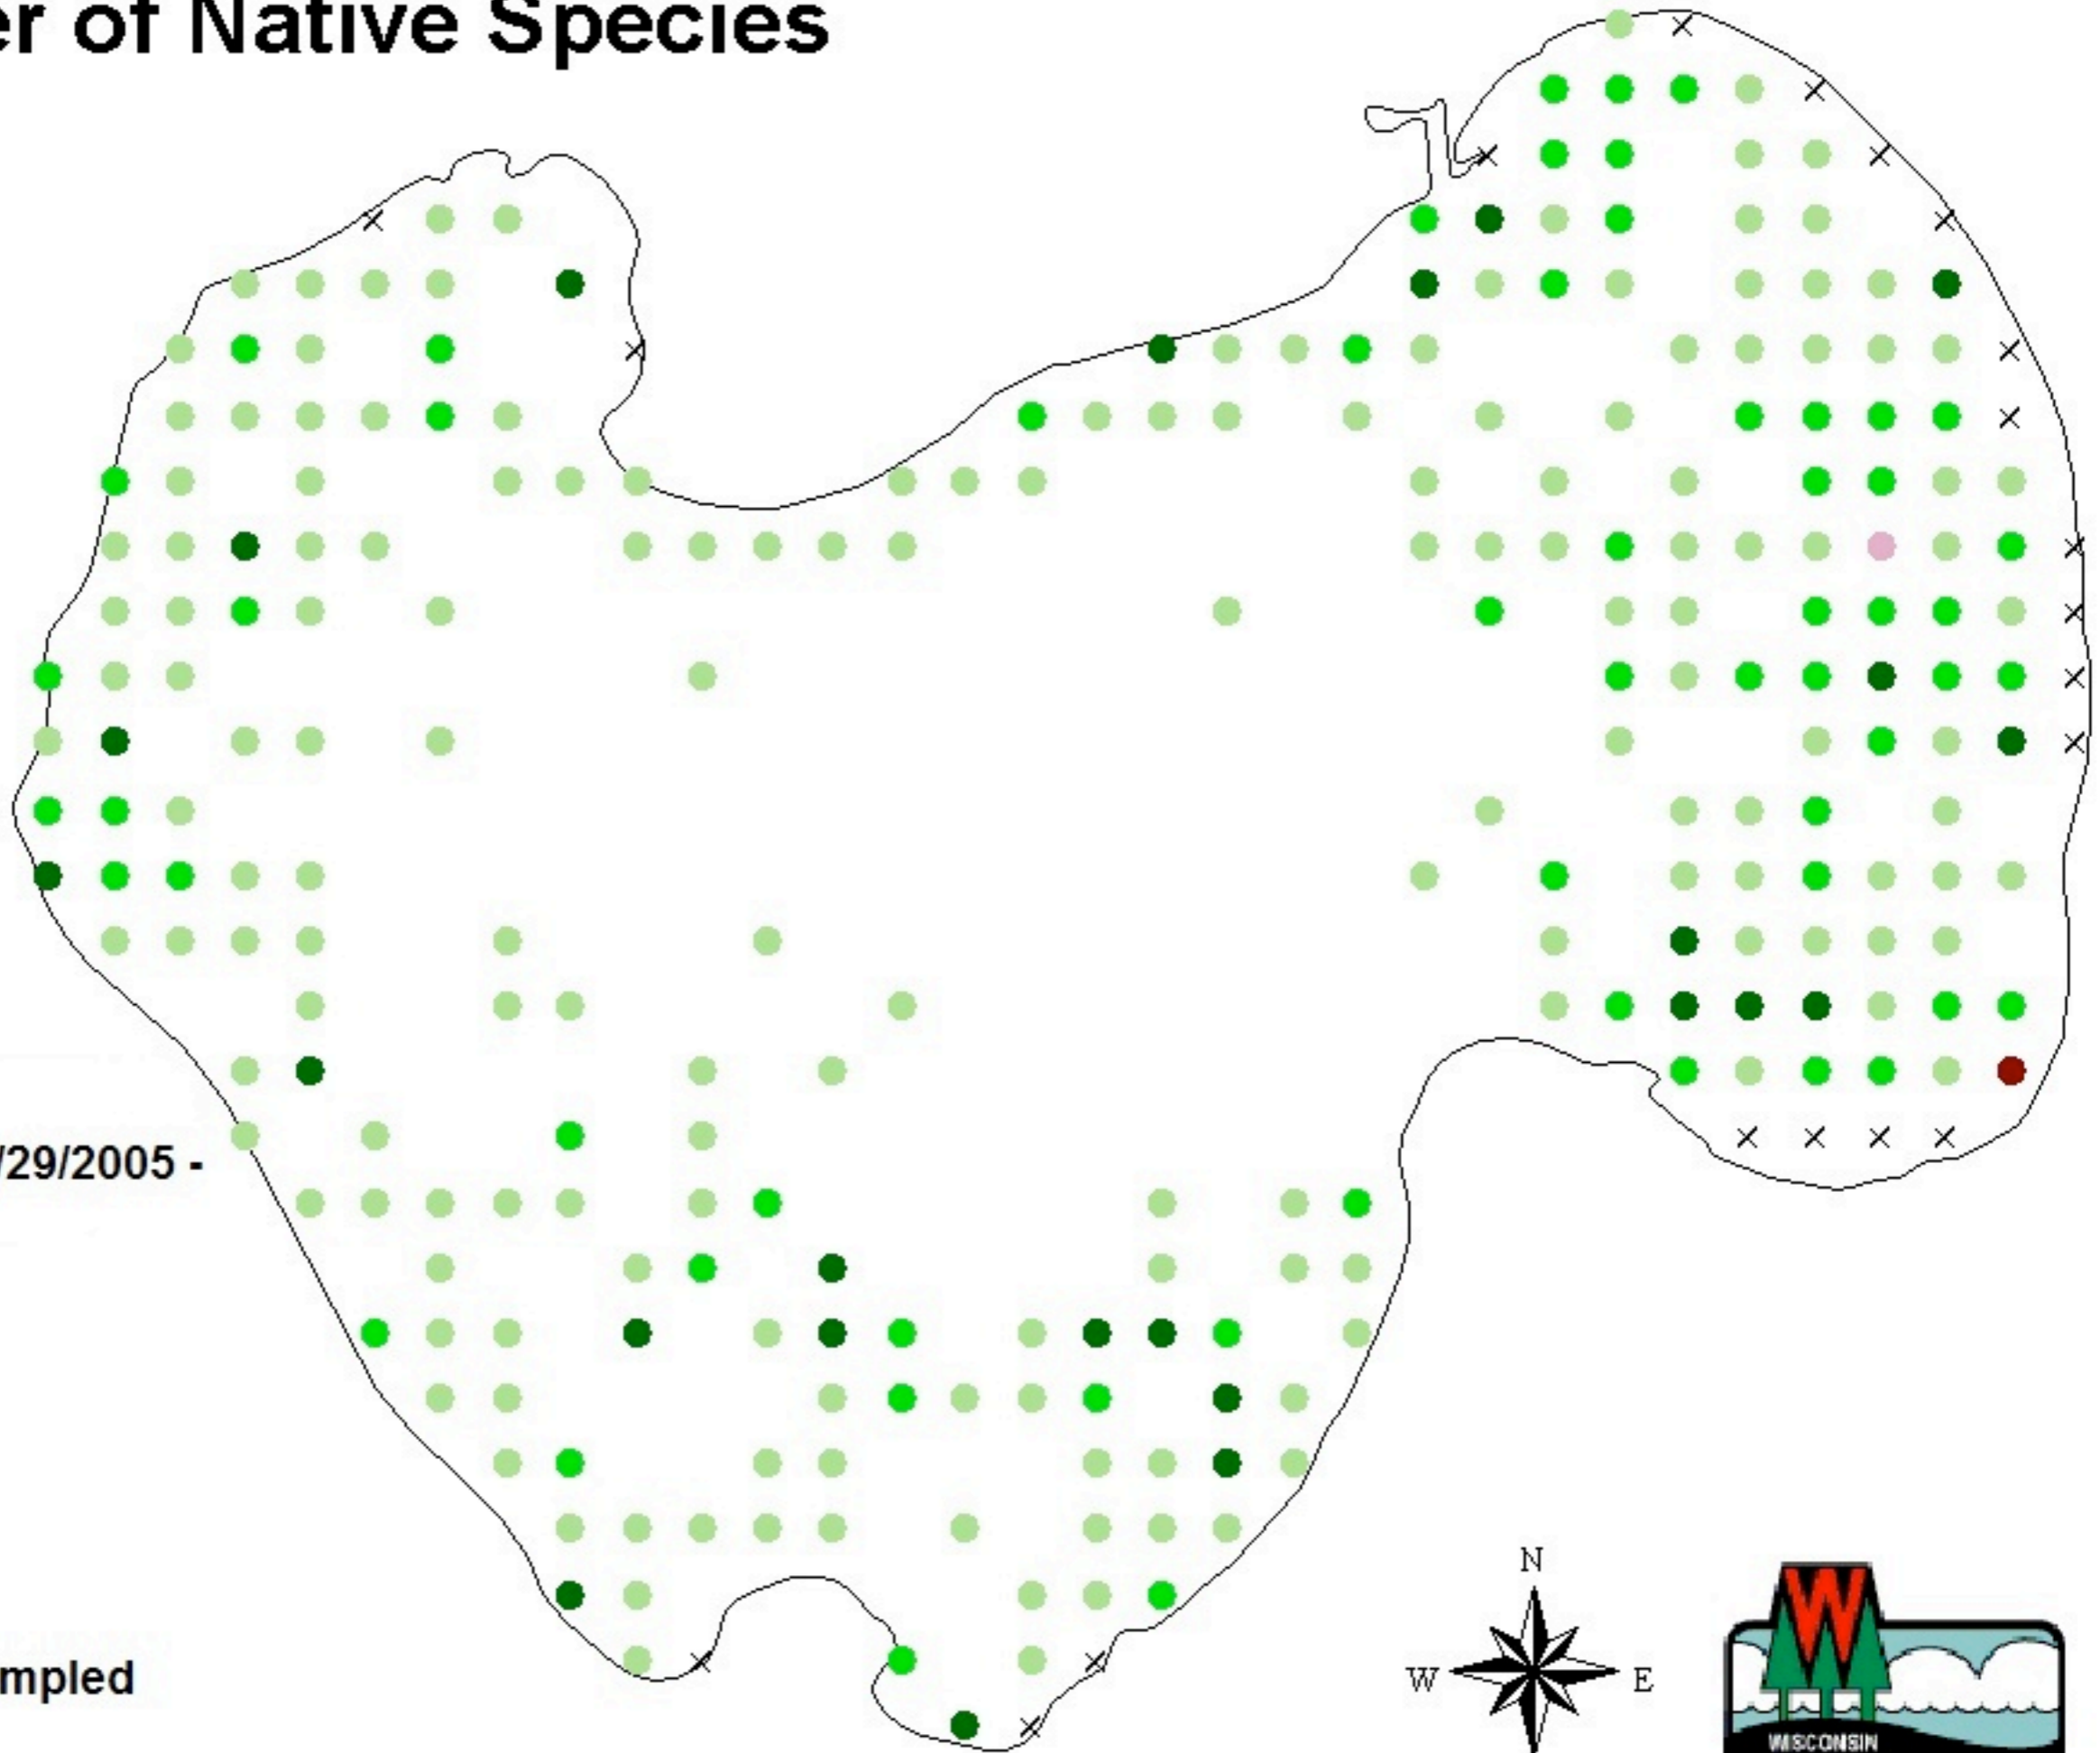 er of Native Species
/29/2005 -
mpled
N
W E
W
WISCONSIN